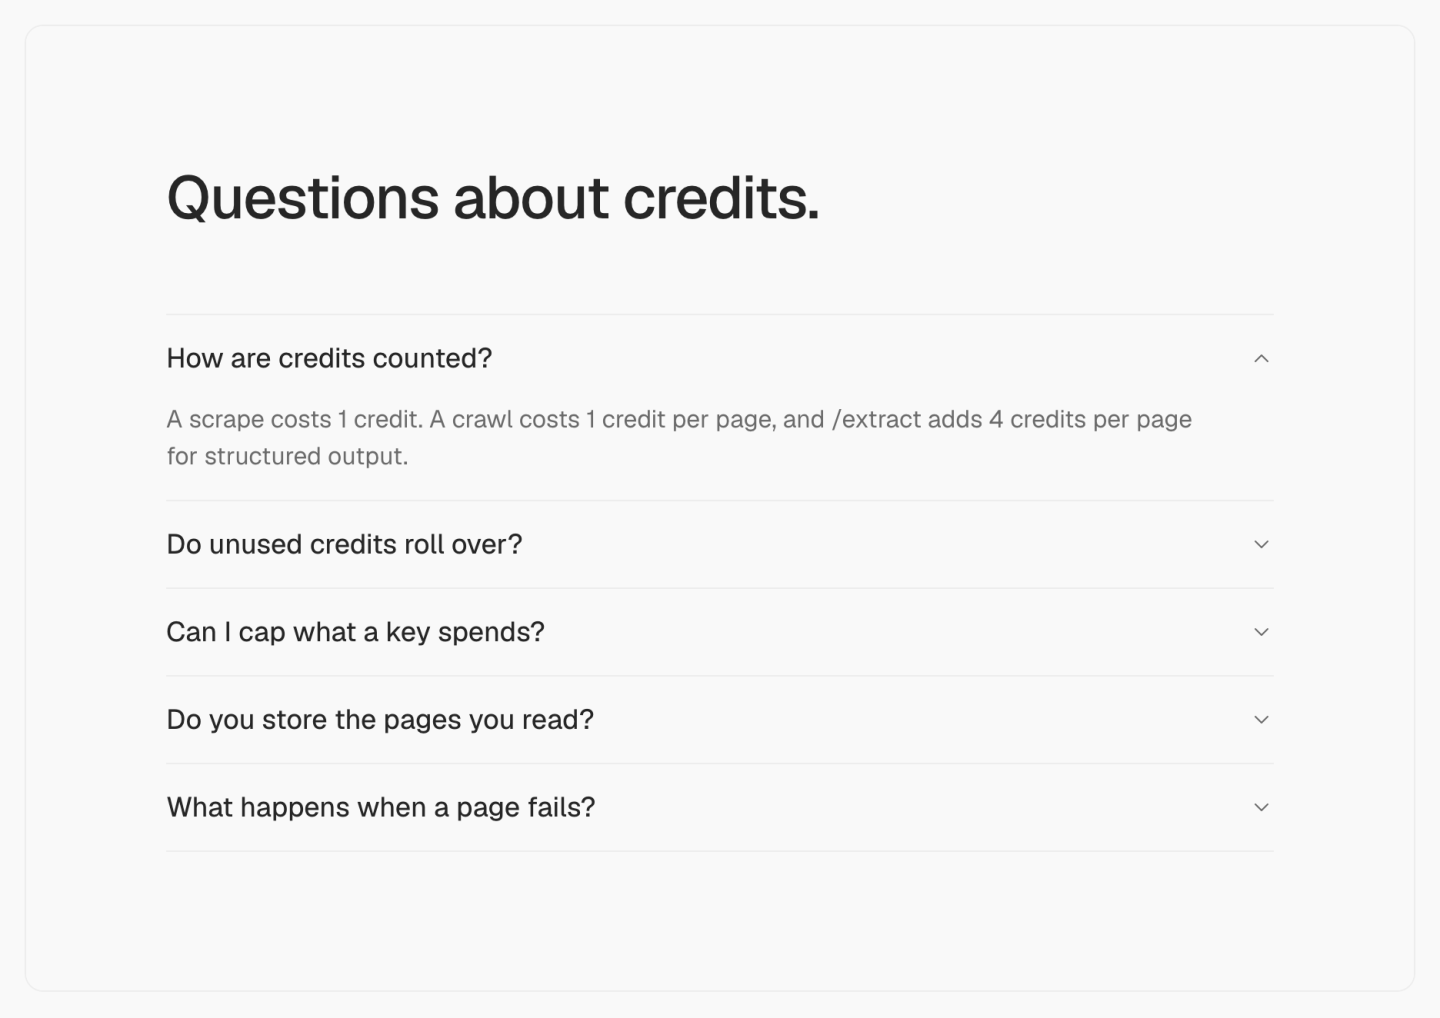 Questions about credits.
How are credits counted?
A scrape costs 1 credit. A crawl costs 1 credit per page, and /extract adds 4 credits per page
for structured output.
Do unused credits roll over?
Can I cap what a key spends?
Do you store the pages you read?
What happens when a page fails?